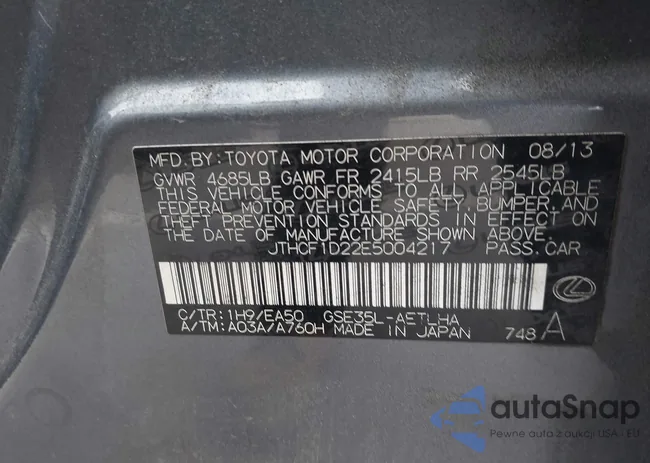 MFD.BY:TOYOTA MOTOR CORPORATION 08/13
GVWR 4685LB GAWR FR 2415LB RR 2545LB
THIS VEHICLE CONFORMS TO ALL APPLICABLE
FEDERAL MOTOR VEHICLE SAFETY, BUMPER, AND
THEFT PREVENTION STANDARDS IN EFFECT ON
THE DATE OF MANUFACTURE SHOWN ABOVE.
JTHCF1D22E5004217 PASS.CAR
C/TR:1H9/EA50 GSE35L-AETLHA
A/TM:A03A/A760H MADE IN JAPAN 748 A
autoSnap
Pewne auta z aukcji USA - EU